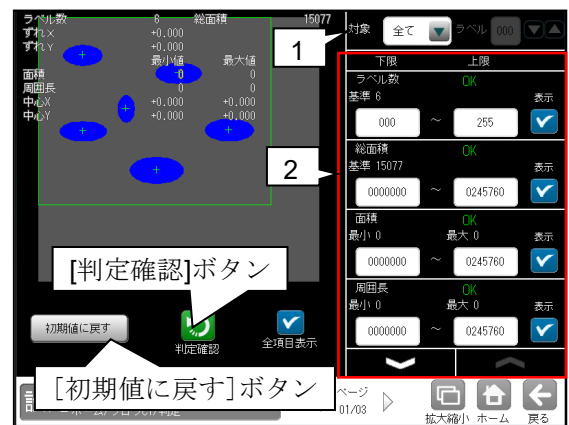 ラベル数 6 総面積 15077
ずれX +0.000
ずれY +0.000
最小値 最大値
面積 0 0
周囲長 0 0
中心X +0.000 +0.000
中心Y +0.000 +0.000
1
対象 全て ラベル 000
下限 上限
ラベル数 OK
基準 6 表示
000 ~ 255
2
総面積 OK
基準 15077 表示
0000000 ~ 0245760
面積 OK
最小 0 最大 0 表示
0000000 ~ 0245760
周囲長 OK
最小 0 最大 0 表示
0000000 ~ 0245760
[判定確認]ボタン
初期値に戻す
判定確認
全項目表示
[初期値に戻す]ボタン
ページ
01/03
拡大縮小 ホーム 戻る